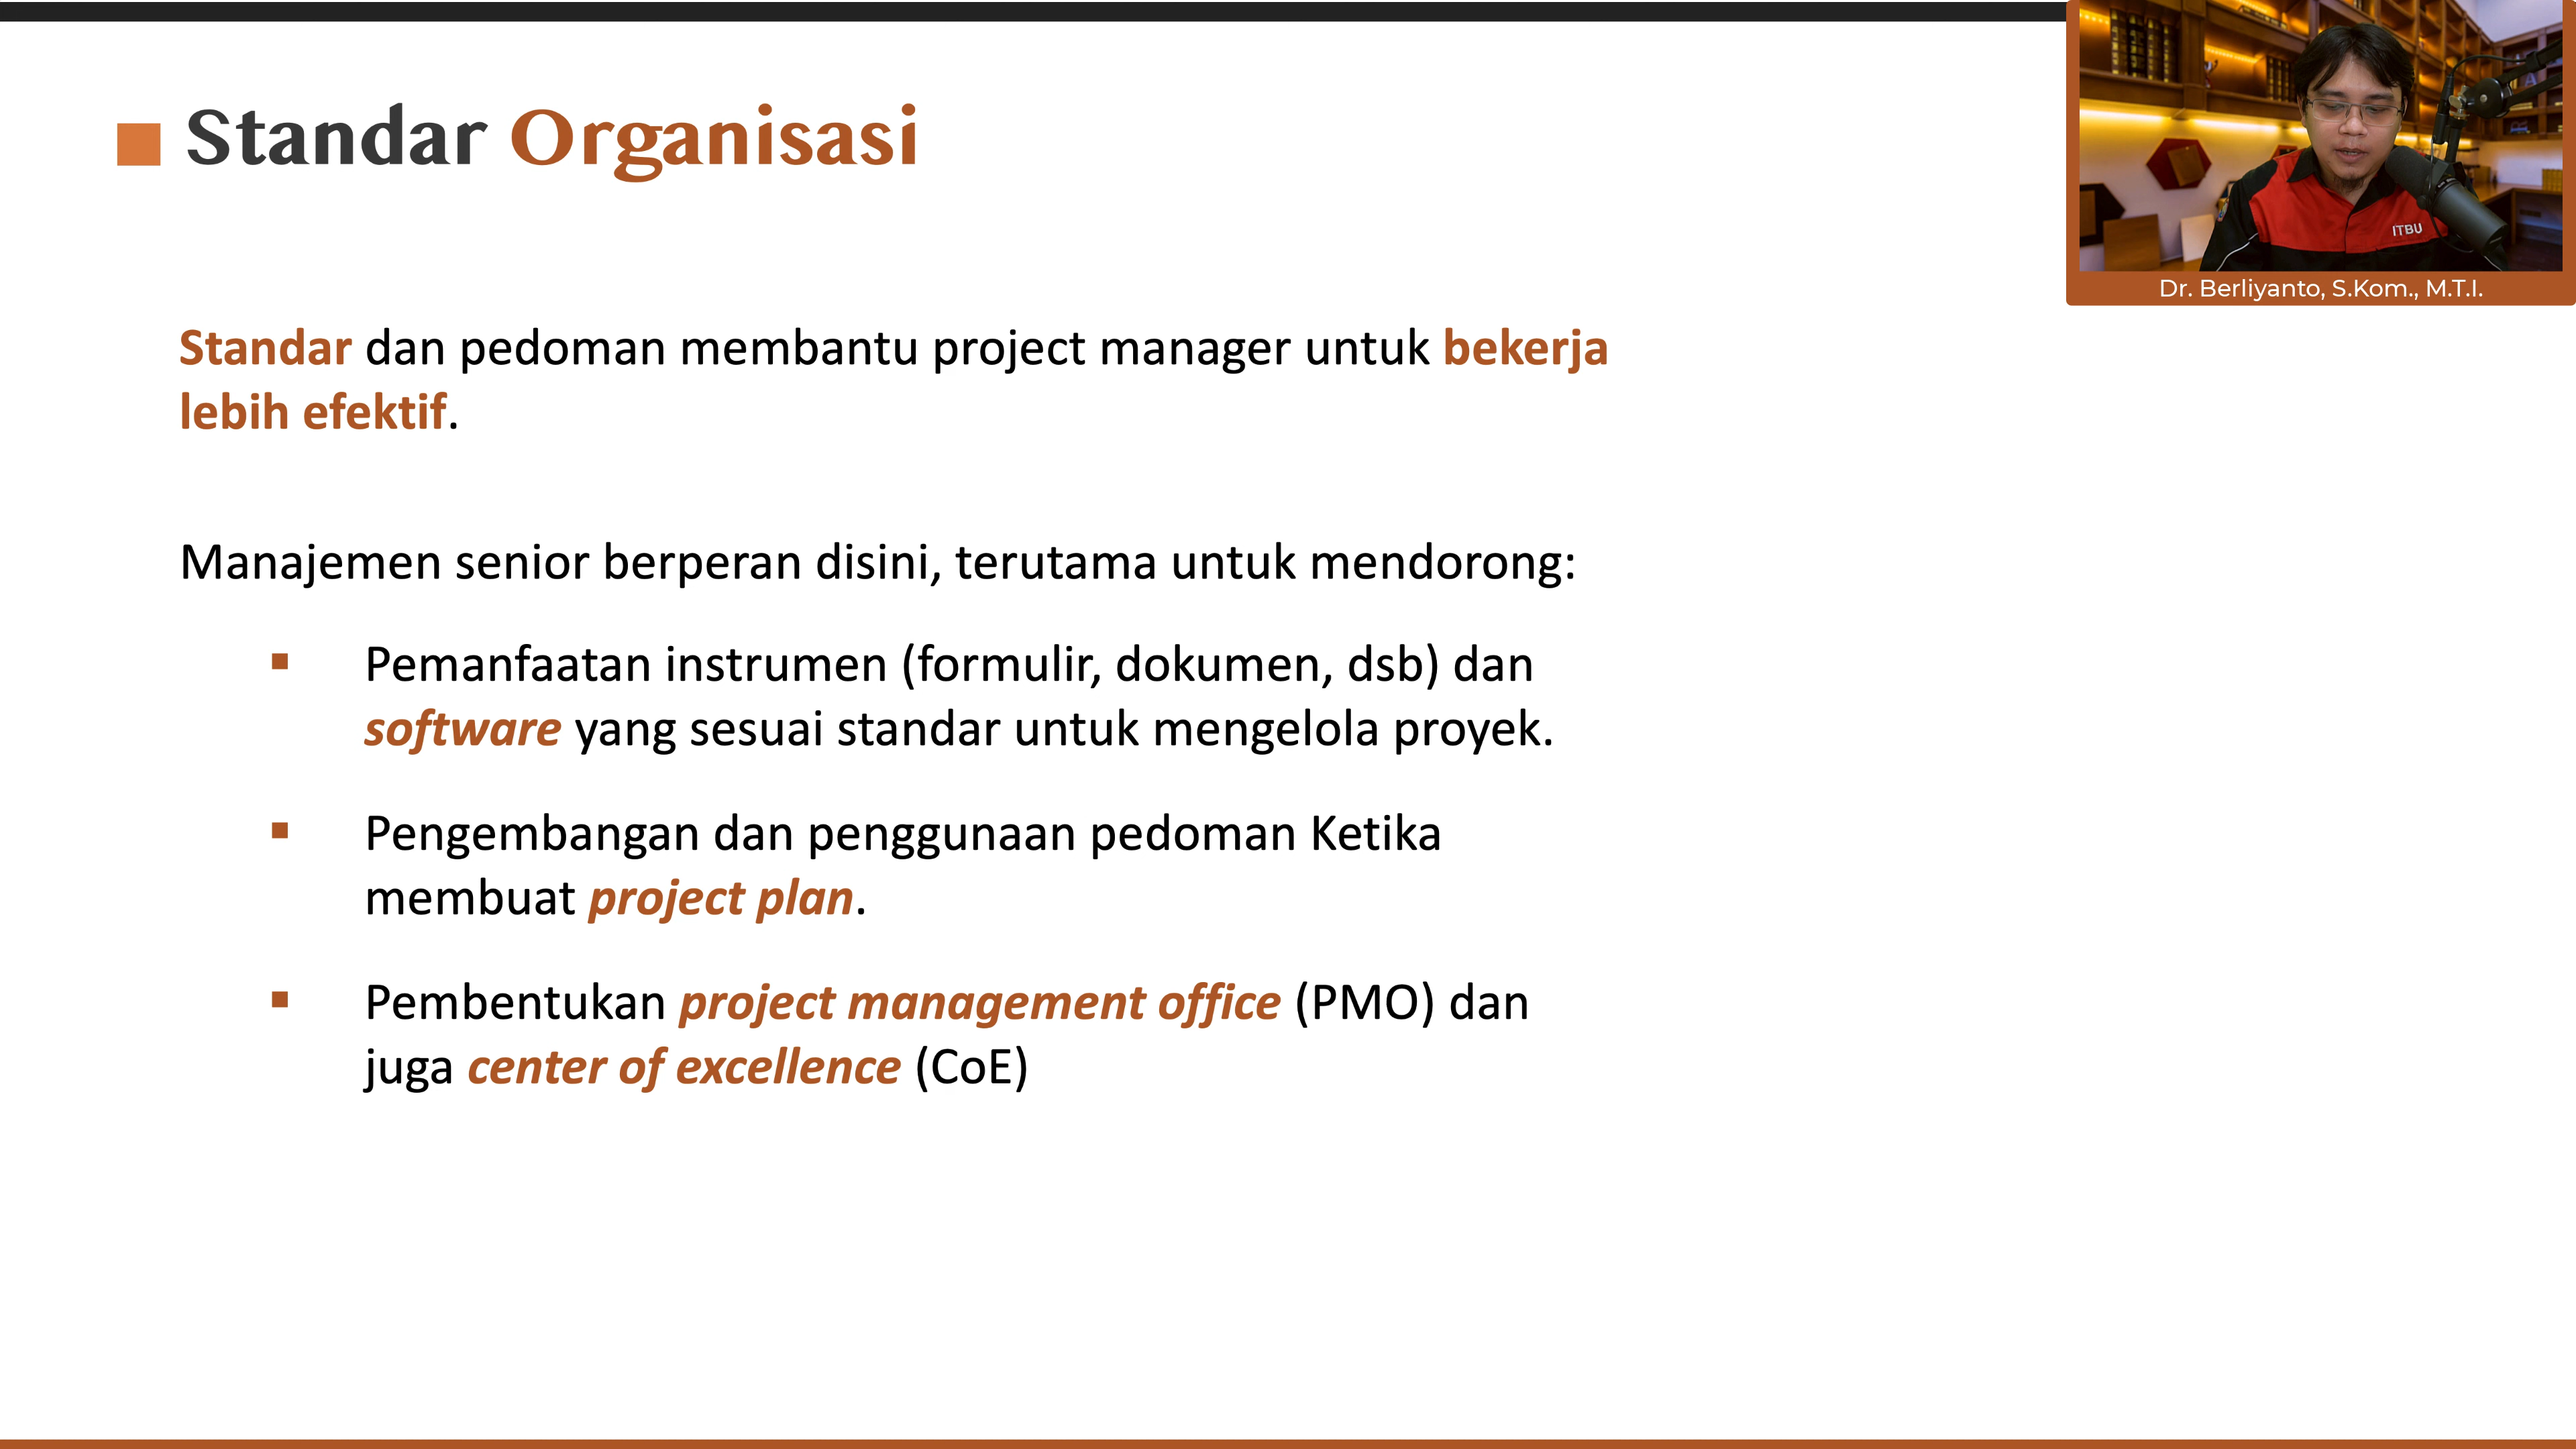 Standar Organisasi
Standar dan pedoman membantu project manager untuk bekerja
lebih efektif.
Manajemen senior berperan disini, terutama untuk mendorong:
Pemanfaatan instrumen (formulir, dokumen, dsb) dan
software yang sesuai standar untuk mengelola proyek.
Pengembangan dan penggunaan pedoman Ketika
membuat project plan.
Pembentukan project management office (PMO) dan
juga center of excellence (CoE)
ITBU
Dr. Berliyanto, S.Kom., M.T.I.